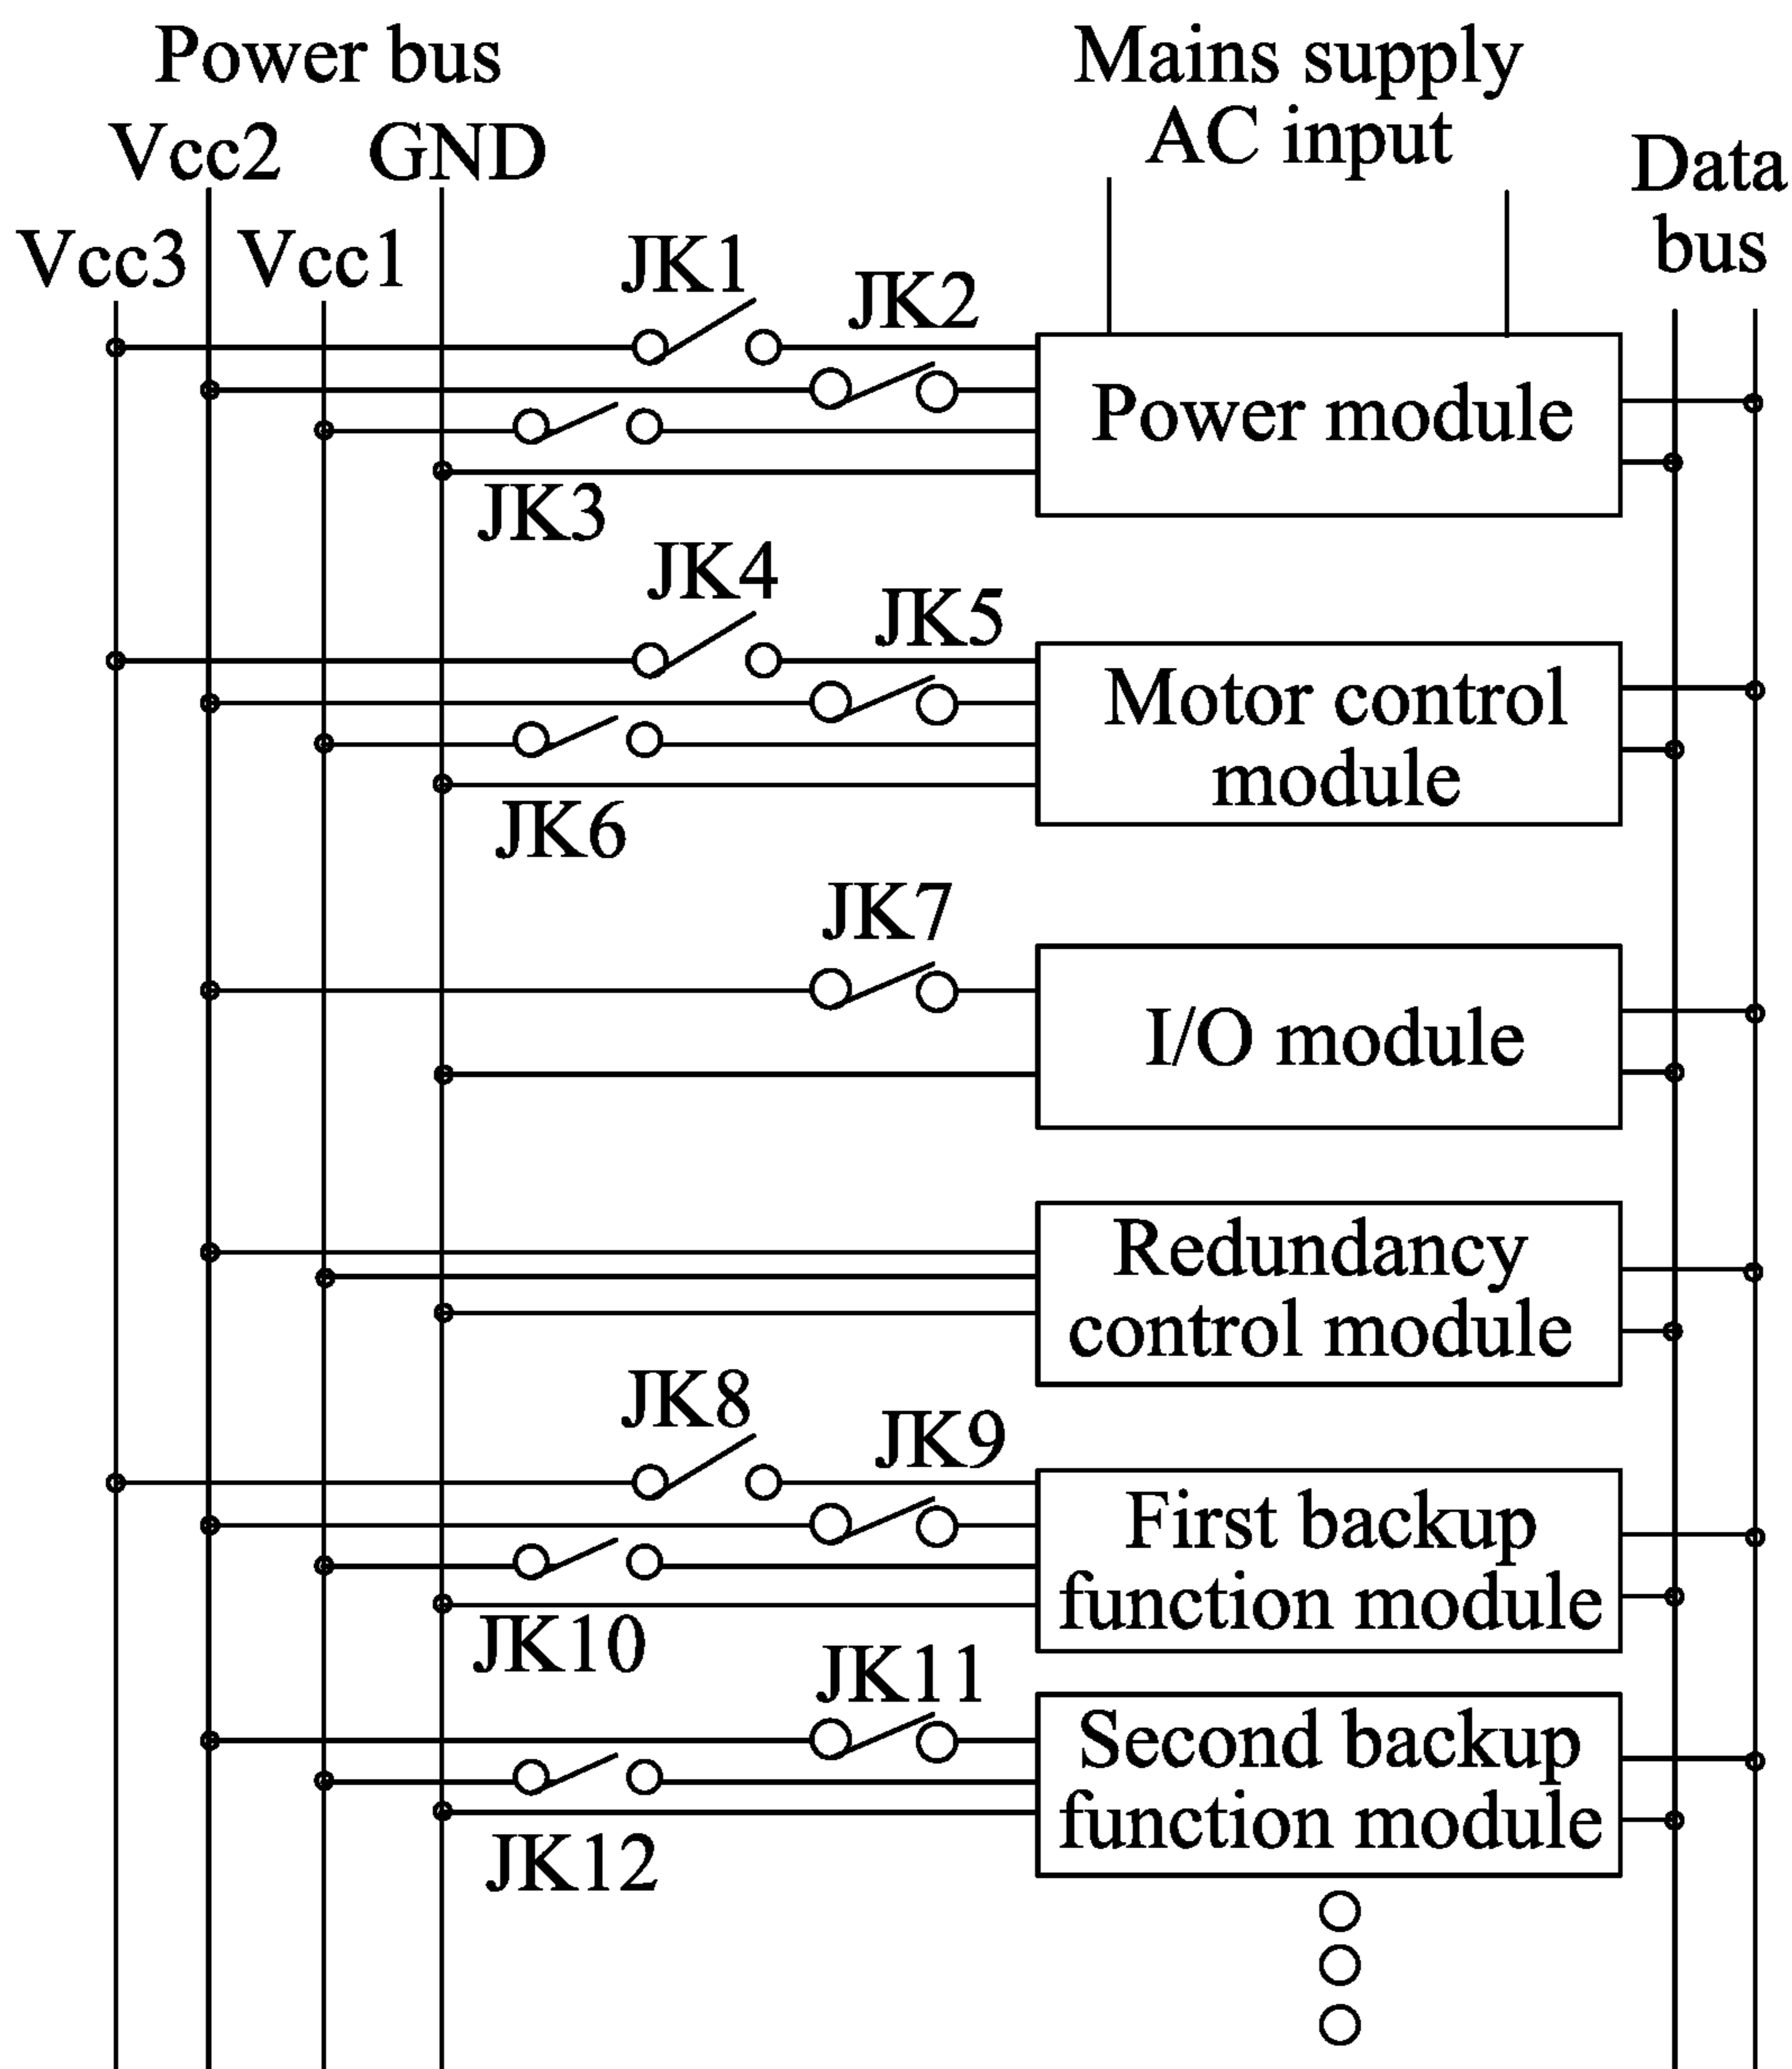 Power bus
Mains supply
AC input
Vcc2
GND
Data
bus
Vcc3
Vcc1
JK1
JK2
Power module
JK3
JK4
JK5
Motor control
module
JK6
JK7
I/O module
Redundancy
control module
JK8
JK9
First backup
function module
JK10
JK11
Second backup
function module
JK12